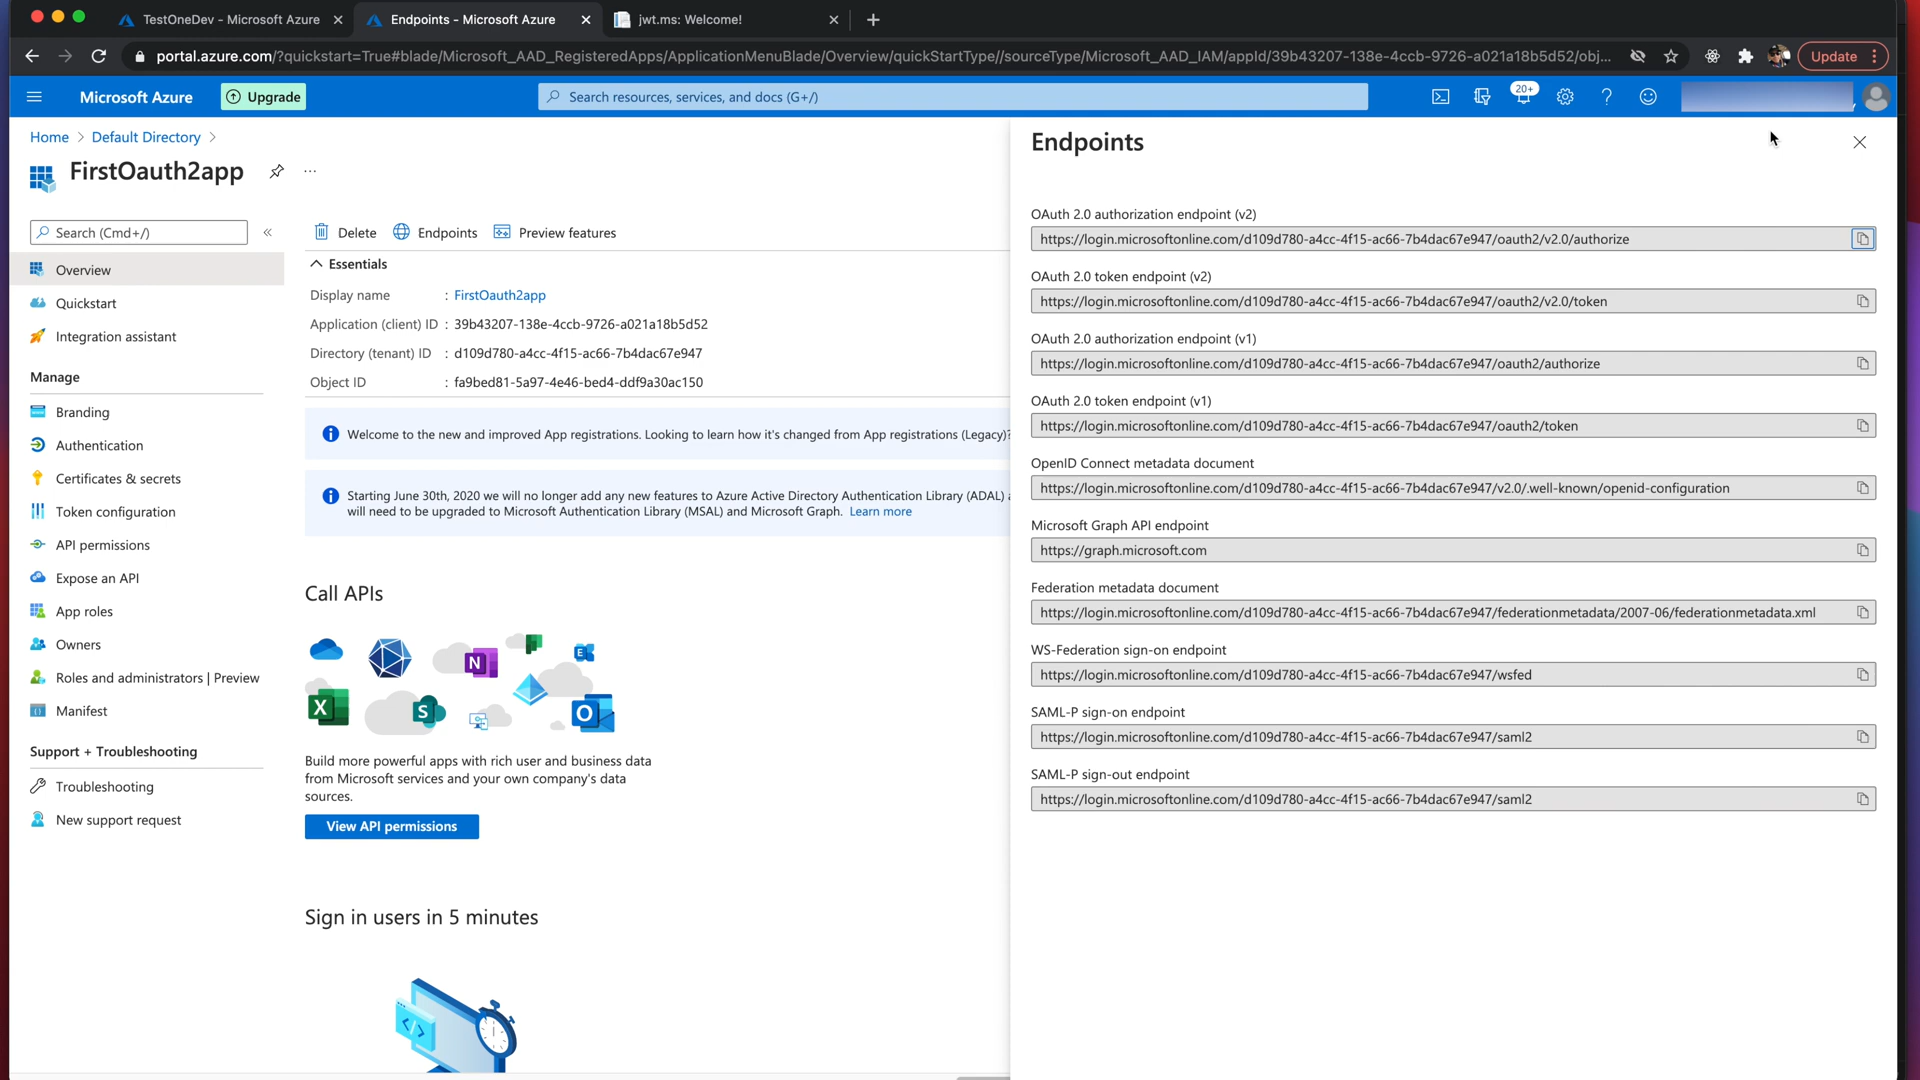 TestOneDev - Microsoft Azure
Endpoints - Microsoft Azure
jwt.ms: Welcome!
portal.azure.com/?quickstart=True#blade/Microsoft_AAD_RegisteredApps/ApplicationMenuBlade/Overview/quickStartType//sourceType/Microsoft_AAD_IAM/appId/39b43207-138e-4ccb-9726-a021a18b5d52/obj...
Update
Microsoft Azure
Upgrade
Search resources, services, and docs (G+/)
20+
Home > Default Directory >
FirstOauth2app
...
Search (Cmd+/)
«
Overview
Quickstart
Integration assistant
Manage
Branding
Authentication
Certificates & secrets
Token configuration
API permissions
Expose an API
App roles
Owners
Roles and administrators | Preview
Manifest
Support + Troubleshooting
Troubleshooting
New support request
Delete
Endpoints
Preview features
Essentials
Display name : FirstOauth2app
Application (client) ID : 39b43207-138e-4ccb-9726-a021a18b5d52
Directory (tenant) ID : d109d780-a4cc-4f15-ac66-7b4dac67e947
Object ID : fa9bed81-5a97-4e46-bed4-ddf9a30ac150
Welcome to the new and improved App registrations. Looking to learn how it's changed from App registrations (Legacy)?
Starting June 30th, 2020 we will no longer add any new features to Azure Active Directory Authentication Library (ADAL)
will need to be upgraded to Microsoft Authentication Library (MSAL) and Microsoft Graph. Learn more
Call APIs
N
E
X
S
O
Build more powerful apps with rich user and business data
from Microsoft services and your own company's data
sources.
View API permissions
Sign in users in 5 minutes
</>
Endpoints
OAuth 2.0 authorization endpoint (v2)
https://login.microsoftonline.com/d109d780-a4cc-4f15-ac66-7b4dac67e947/oauth2/v2.0/authorize
OAuth 2.0 token endpoint (v2)
https://login.microsoftonline.com/d109d780-a4cc-4f15-ac66-7b4dac67e947/oauth2/v2.0/token
OAuth 2.0 authorization endpoint (v1)
https://login.microsoftonline.com/d109d780-a4cc-4f15-ac66-7b4dac67e947/oauth2/authorize
OAuth 2.0 token endpoint (v1)
https://login.microsoftonline.com/d109d780-a4cc-4f15-ac66-7b4dac67e947/oauth2/token
OpenID Connect metadata document
https://login.microsoftonline.com/d109d780-a4cc-4f15-ac66-7b4dac67e947/v2.0/.well-known/openid-configuration
Microsoft Graph API endpoint
https://graph.microsoft.com
Federation metadata document
https://login.microsoftonline.com/d109d780-a4cc-4f15-ac66-7b4dac67e947/federationmetadata/2007-06/federationmetadata.xml
WS-Federation sign-on endpoint
https://login.microsoftonline.com/d109d780-a4cc-4f15-ac66-7b4dac67e947/wsfed
SAML-P sign-on endpoint
https://login.microsoftonline.com/d109d780-a4cc-4f15-ac66-7b4dac67e947/saml2
SAML-P sign-out endpoint
https://login.microsoftonline.com/d109d780-a4cc-4f15-ac66-7b4dac67e947/saml2